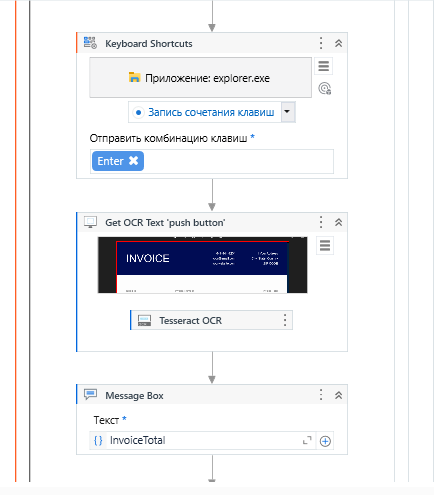 Keyboard Shortcuts
Приложение: explorer.exe
Запись сочетания клавиш
Отправить комбинацию клавиш *
Enter
Get OCR Text 'push button'
INVOICE
Tesseract OCR
Message Box
Текст *
InvoiceTotal